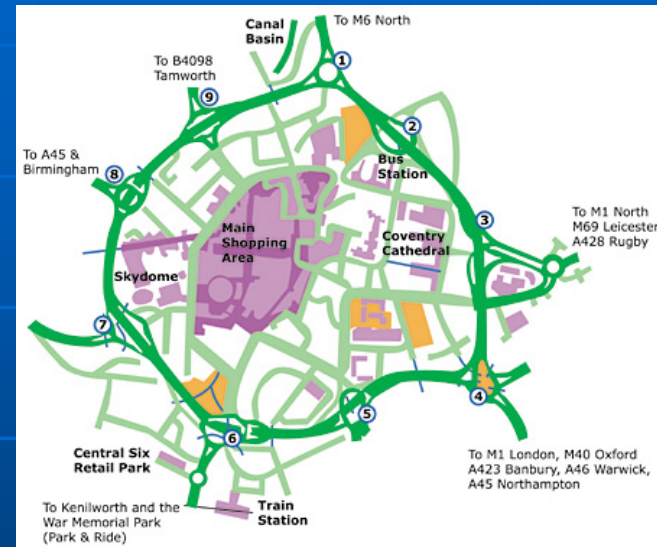 To M6 North
Canal
Basin
1
To B4098
Tamworth
9
2
To A45 &
Birmingham
8
Bus
Station
3
To M1 North
M69 Leicester
A428 Rugby
Main
Shopping
Area
Coventry
Cathedral
Skydome
7
4
5
6
To M1 London, M40 Oxford
A423 Banbury, A46 Warwick,
A45 Northampton
Central Six
Retail Park
To Kenilworth and the
War Memorial Park
(Park & Ride)
Train
Station